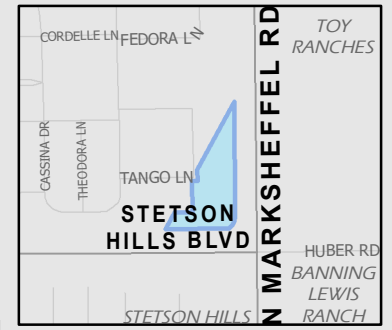 CORDELLE LN
FEDORA LN
N
TOY
RANCHES
CASSINA DR
THEODORA LN
TANGO LN
STETSON
HILLS BLVD
N MARKSHEFFEL RD
HUBER RD
BANNING
LEWIS
RANCH
STETSON HILLS